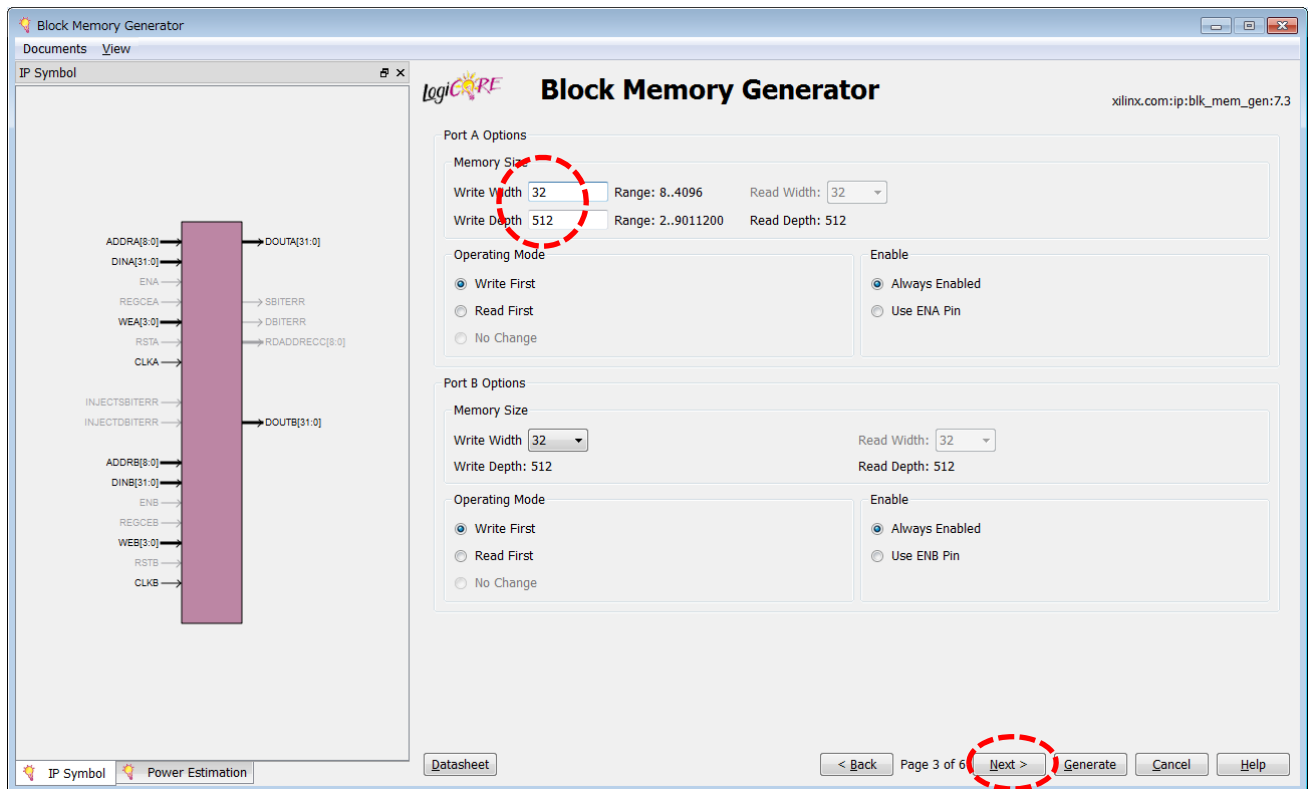 Block Memory Generator
Documents View
IP Symbol
ADDRA[8:0]
DINA[31:0]
ENA
REGCEA
WEA[3:0]
RSTA
CLKA
INJECTSBITERR
INJECTDBITERR
ADDRB[8:0]
DINB[31:0]
ENB
REGCEB
WEB[3:0]
RSTB
CLKB
DOUTA[31:0]
SBITERR
DBITERR
RDADDRECC[8:0]
DOUTB[31:0]
IP Symbol Power Estimation
LogiCORE Block Memory Generator
xilinx.com:ip:blk_mem_gen:7.3
Port A Options
Memory Size
Write Width 32 Range: 8..4096 Read Width: 32
Write Depth 512 Range: 2..9011200 Read Depth: 512
Operating Mode
Write First
Read First
No Change
Enable
Always Enabled
Use ENA Pin
Port B Options
Memory Size
Write Width 32 Read Width: 32
Write Depth: 512 Read Depth: 512
Operating Mode
Write First
Read First
No Change
Enable
Always Enabled
Use ENB Pin
Datasheet < Back Page 3 of 6 Next > Generate Cancel Help